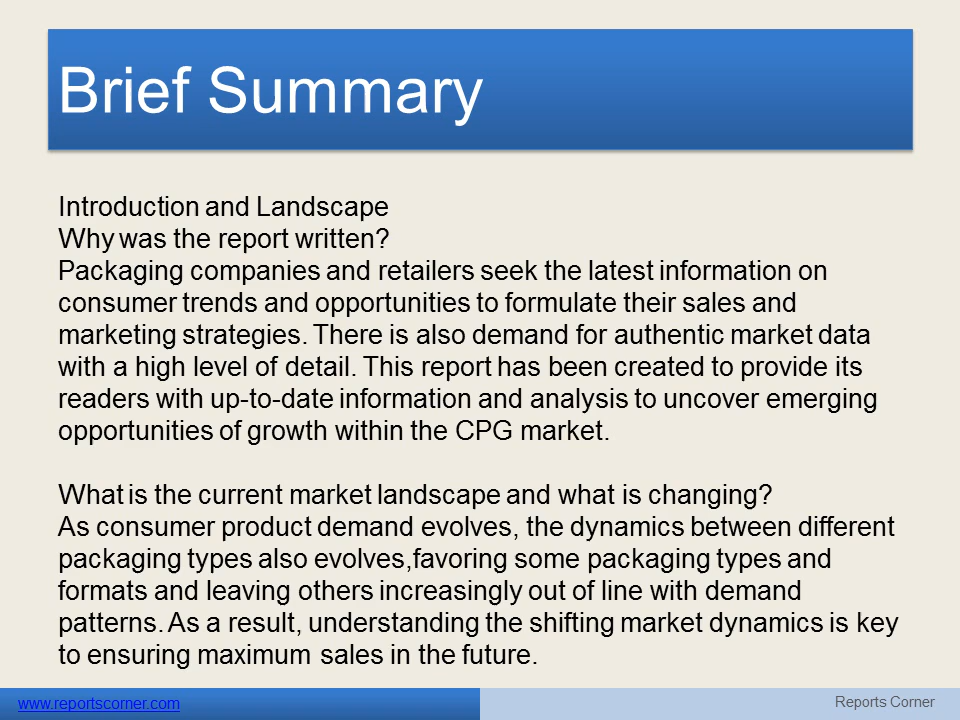 Brief Summary
Introduction and Landscape
Why was the report written?
Packaging companies and retailers seek the latest information on
consumer trends and opportunities to formulate their sales and
marketing strategies. There is also demand for authentic market data
with a high level of detail. This report has been created to provide its
readers with up-to-date information and analysis to uncover emerging
opportunities of growth within the CPG market.
What is the current market landscape and what is changing?
As consumer product demand evolves, the dynamics between different
packaging types also evolves,favoring some packaging types and
formats and leaving others increasingly out of line with demand
patterns. As a result, understanding the shifting market dynamics is key
to ensuring maximum sales in the future.
www.reportscorner.com
Reports Corner